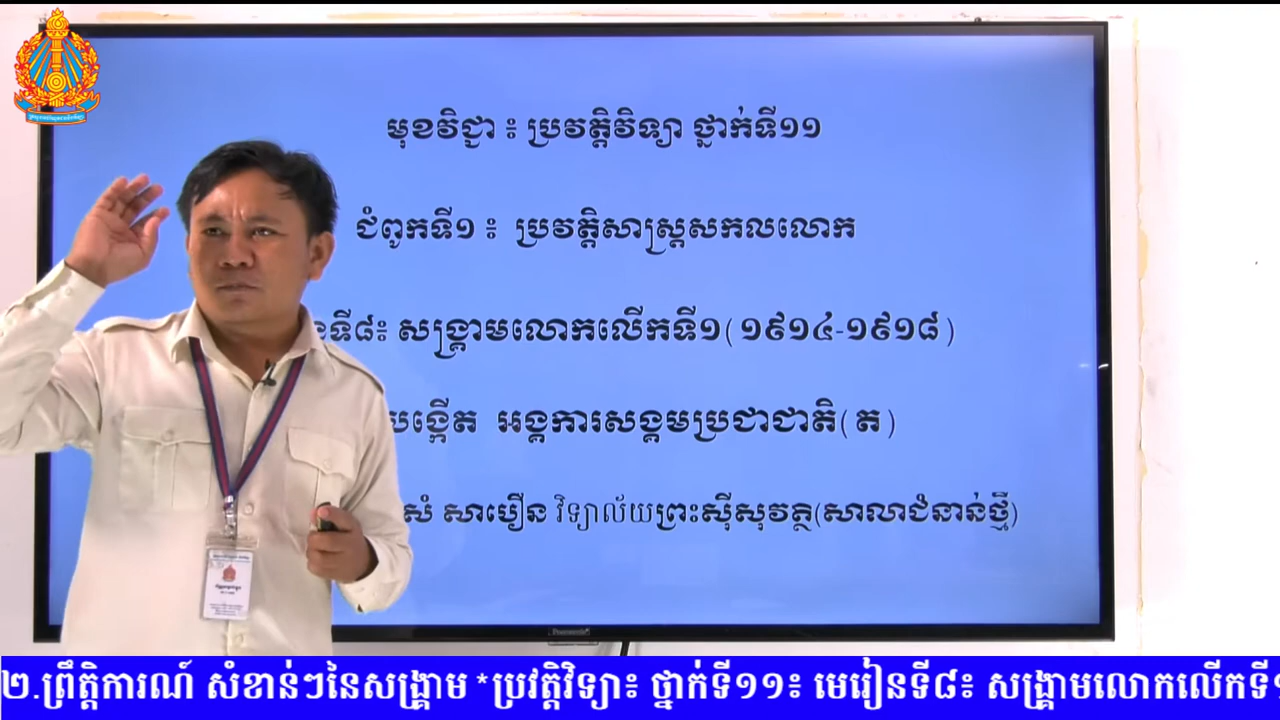 មុខវិជ្ជា ៖ ប្រវត្តិវិទ្យា ថ្នាក់ទី១១
ជំពូកទី១ ៖ ប្រវត្តិសាស្ត្រសកលលោក
នទី៨៖ សង្គ្រាមលោកលើកទី១(១៩១៤-១៩១៨)
បង្កើត អង្គការសង្គមប្រជាជាតិ(ត)
សំ សាបឿន វិទ្យាល័យព្រះស៊ីសុវត្ថិ(សាលាជំនាន់ថ្មី)
២.ព្រឹត្តិការណ៍ សំខាន់ៗនៃសង្គ្រាម *ប្រវត្តិវិទ្យា៖ ថ្នាក់ទី១១៖ មេរៀនទី៨៖ សង្គ្រាមលោកលើកទី១